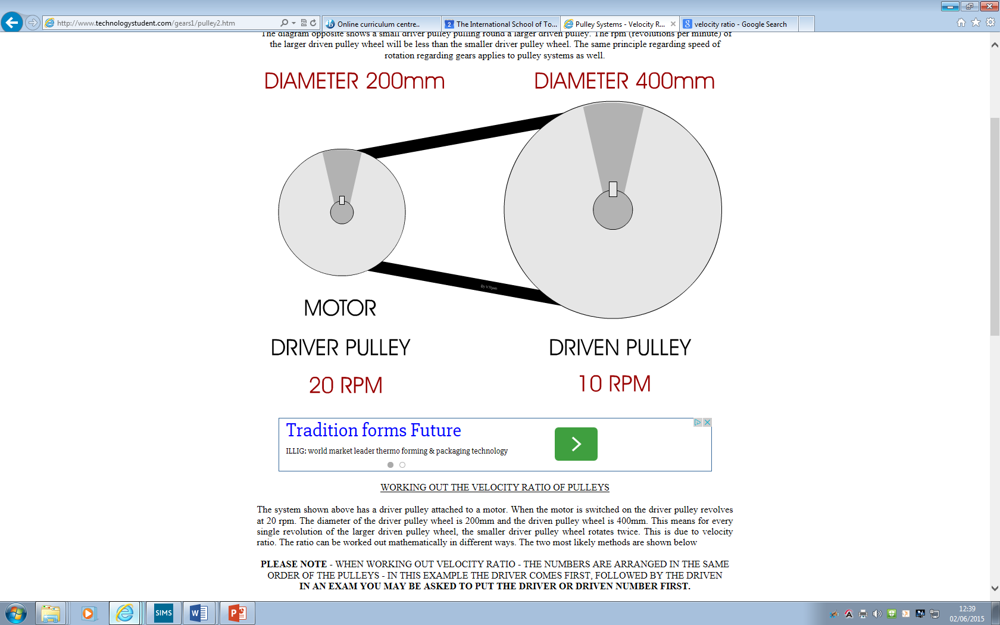 http://www.technologystudent.com/gears1/pulley2.htm
Online curriculum centre..
The International School of To...
Pulley Systems - Velocity R...
velocity ratio - Google Search
The diagram opposite shows a small driver pulley pulling round a larger driven pulley. The rpm (revolutions per minute) of
the larger driven pulley wheel will be less than the smaller driver pulley wheel. The same principle regarding speed of
rotation regarding gears applies to pulley systems as well.
DIAMETER 200mm
DIAMETER 400mm
By V Ryan
MOTOR
DRIVER PULLEY
DRIVEN PULLEY
20 RPM
10 RPM
Tradition forms Future
ILLIG: world market leader thermo forming & packaging technology
WORKING OUT THE VELOCITY RATIO OF PULLEYS
The system shown above has a driver pulley attached to a motor. When the motor is switched on the driver pulley revolves
at 20 rpm. The diameter of the driver pulley wheel is 200mm and the driven pulley wheel is 400mm. This means for every
single revolution of the larger driven pulley wheel, the smaller driver pulley wheel rotates twice. This is due to velocity
ratio. The ratio can be worked out mathematically in different ways. The two most likely methods are shown below
PLEASE NOTE - WHEN WORKING OUT VELOCITY RATIO - THE NUMBERS ARE ARRANGED IN THE SAME
ORDER OF THE PULLEYS - IN THIS EXAMPLE THE DRIVER COMES FIRST, FOLLOWED BY THE DRIVEN
IN AN EXAM YOU MAY BE ASKED TO PUT THE DRIVER OR DRIVEN NUMBER FIRST.
SIMS
12:39
02/06/2015